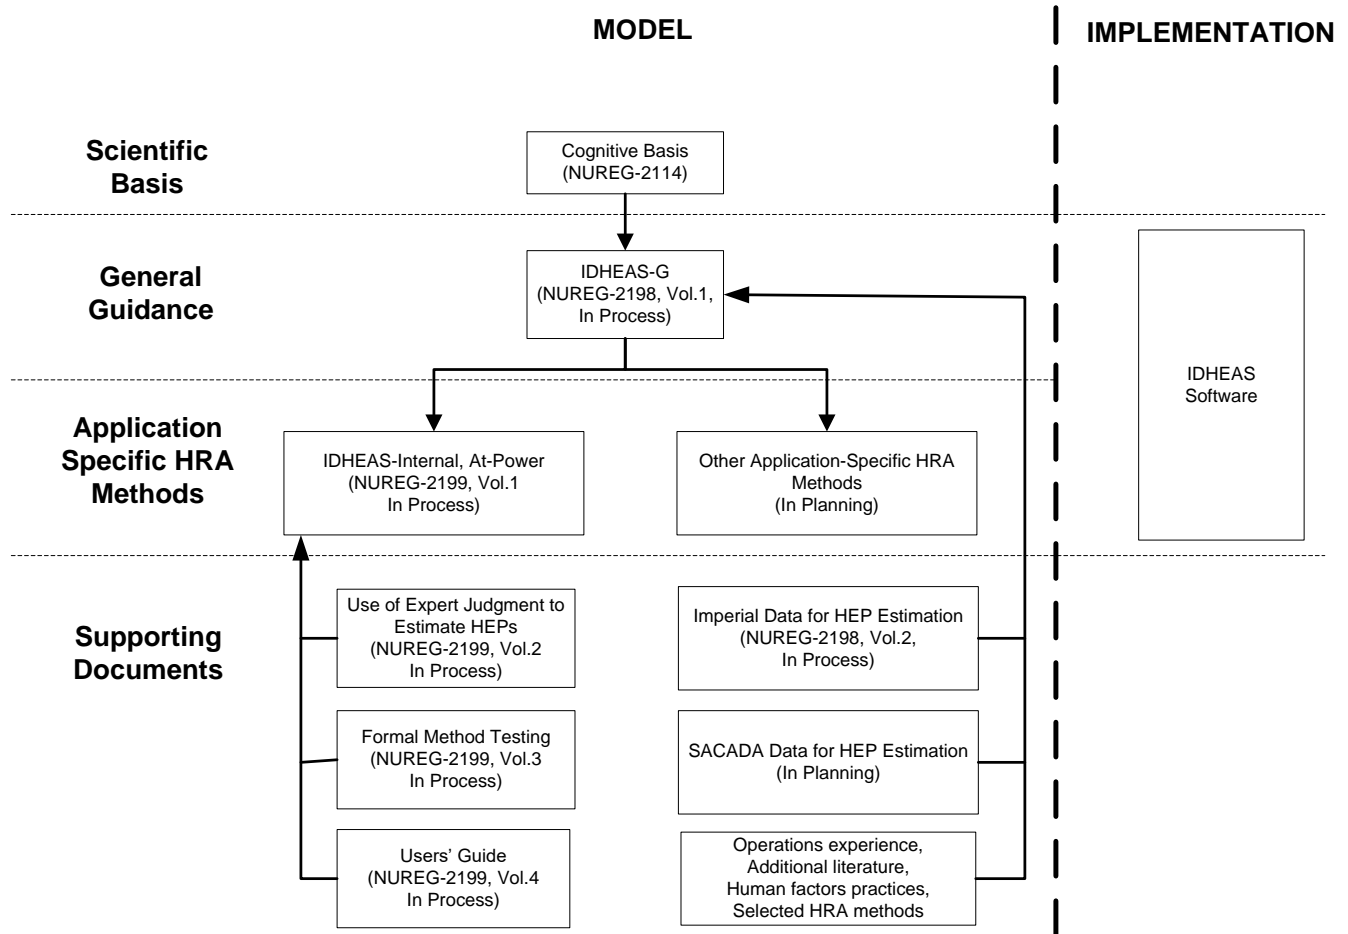 MODEL
IMPLEMENTATION
Scientific
Basis
Cognitive Basis
(NUREG-2114)
General
Guidance
IDHEAS-G
(NUREG-2198, Vol.1,
In Process)
IDHEAS
Software
Application
Specific HRA
Methods
IDHEAS-Internal, At-Power
(NUREG-2199, Vol.1
In Process)
Other Application-Specific HRA
Methods
(In Planning)
Supporting
Documents
Use of Expert Judgment to
Estimate HEPs
(NUREG-2199, Vol.2
In Process)
Imperial Data for HEP Estimation
(NUREG-2198, Vol.2,
In Process)
Formal Method Testing
(NUREG-2199, Vol.3
In Process)
SACADA Data for HEP Estimation
(In Planning)
Users’ Guide
(NUREG-2199, Vol.4
In Process)
Operations experience,
Additional literature,
Human factors practices,
Selected HRA methods